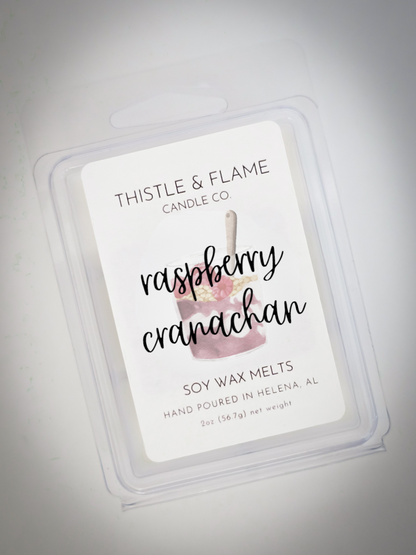 THISTLE & FLAME
CANDLE CO.
raspberry
cranachan
SOY WAX MELTS
HAND POURED IN HELENA, AL
2oz (56.7g) net weight